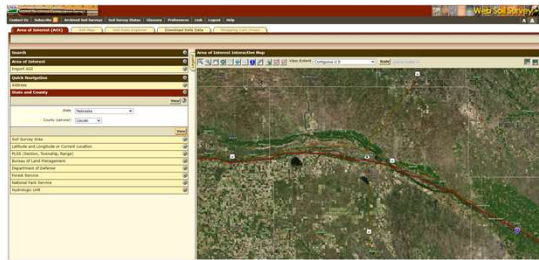 Web Soil Survey
Contact Us | Subscribe | Archived Soil Surveys | Soil Survey Status | Glossary | Preferences | Link | Logout | Help
Area of Interest (AOI)
Soil Map
Soil Data Explorer
Download Soils Data
Shopping Cart (Free)
Search
Area of Interest
Import AOI
Quick Navigation
Address
State and County
View
State Nebraska
County (optional) Lincoln
View
Soil Survey Area
Latitude and Longitude or Current Location
PLSS (Section, Township, Range)
Bureau of Land Management
Department of Defense
Forest Service
National Park Service
Hydrologic Unit
Area of Interest Interactive Map
View Extent Contiguous U.S.
Scale